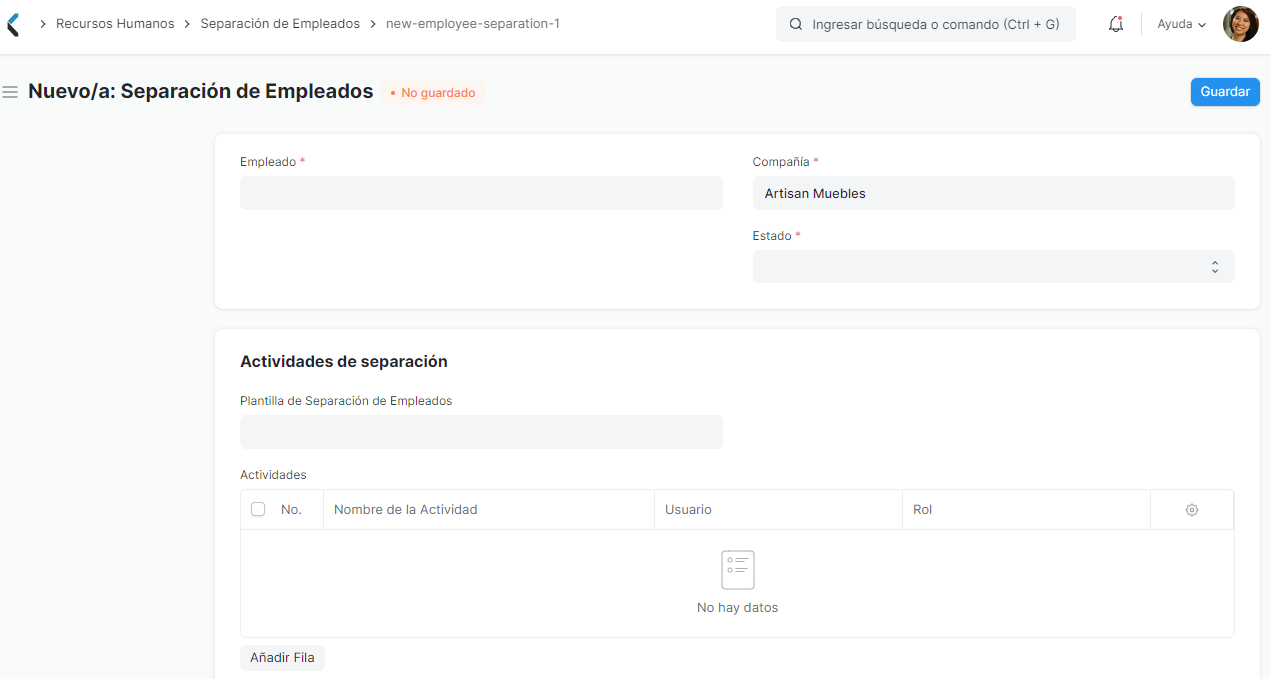 Recursos Humanos > Separación de Empleados > new-employee-separation-1
Ingresar búsqueda o comando (Ctrl + G)
Ayuda
Nuevo/a: Separación de Empleados
• No guardado
Guardar
Empleado *
Compañía *
Artisan Muebles
Estado *
Actividades de separación
Plantilla de Separación de Empleados
Actividades
No. Nombre de la Actividad Usuario Rol
No hay datos
Añadir Fila